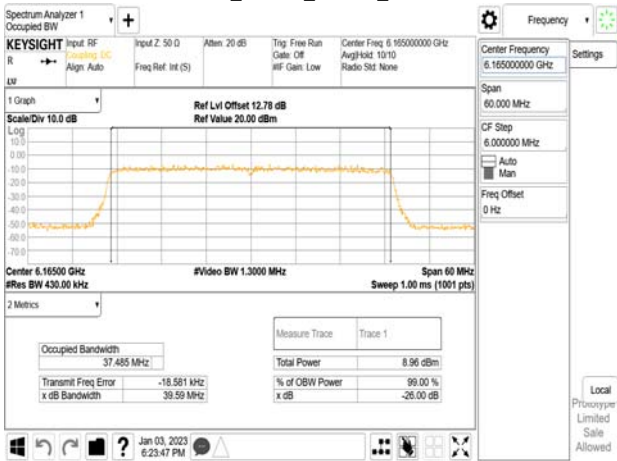 Spectrum Analyzer 1
Occupied BW
Frequency
KEYSIGHT
R
LXI
Input: RF
Coupling: DC
Align: Auto
Input Z: 50 Ω
Freq Ref: Int (S)
Atten: 20 dB
Trig: Free Run
Gate: Off
#IF Gain: Low
Center Freq: 6.165000000 GHz
Avg|Hold: 10/10
Radio Std: None
Center Frequency
6.165000000 GHz
Settings
Span
60.000 MHz
CF Step
6.000000 MHz
Auto
Man
Freq Offset
0 Hz
1 Graph
Scale/Div 10.0 dB
Ref Lvl Offset 12.78 dB
Ref Value 20.00 dBm
Log
10.0
0.00
-10.0
-20.0
-30.0
-40.0
-50.0
-60.0
-70.0
Center 6.16500 GHz
#Res BW 430.00 kHz
#Video BW 1.3000 MHz
Span 60 MHz
Sweep 1.00 ms (1001 pts)
2 Metrics
Measure Trace Trace 1
Occupied Bandwidth
37.485 MHz
Total Power 8.96 dBm
Transmit Freq Error -18.581 kHz
% of OBW Power 99.00 %
x dB Bandwidth 39.59 MHz
x dB -26.00 dB
Local
Prototype
Limited
Sale
Allowed
?
Jan 03, 2023
6:23:47 PM